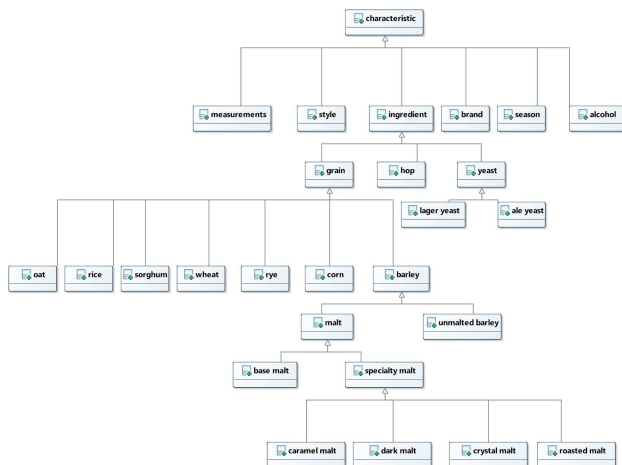 characteristic
measurements
style
ingredient
brand
season
alcohol
grain
hop
yeast
lager yeast
ale yeast
oat
rice
sorghum
wheat
rye
corn
barley
malt
unmalted barley
base malt
specialty malt
caramel malt
dark malt
crystal malt
roasted malt